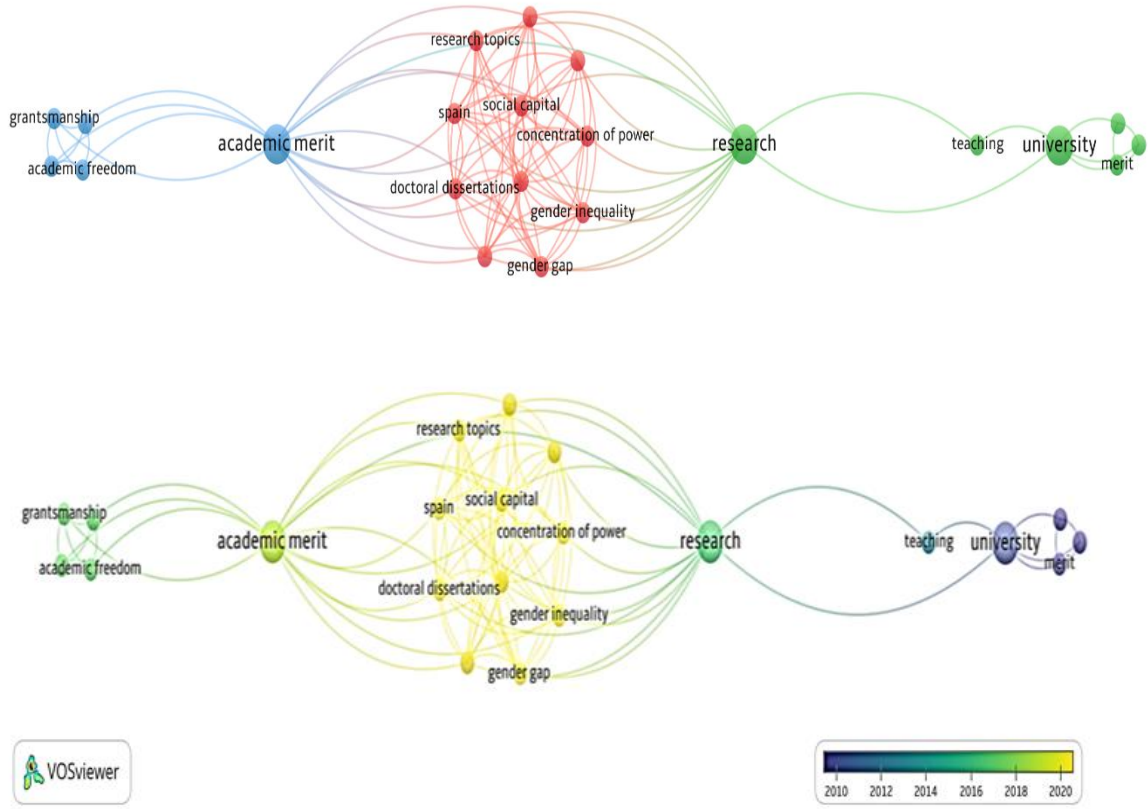 research topics
grantsmanship
spain
social capital
concentration of power
academic merit
research
teaching
university
academic freedom
merit
doctoral dissertations
gender inequality
gender gap
research topics
grantsmanship
spain
social capital
concentration of power
academic merit
research
teaching
university
academic freedom
merit
doctoral dissertations
gender inequality
gender gap
VOSviewer
2010 2012 2014 2016 2018 2020